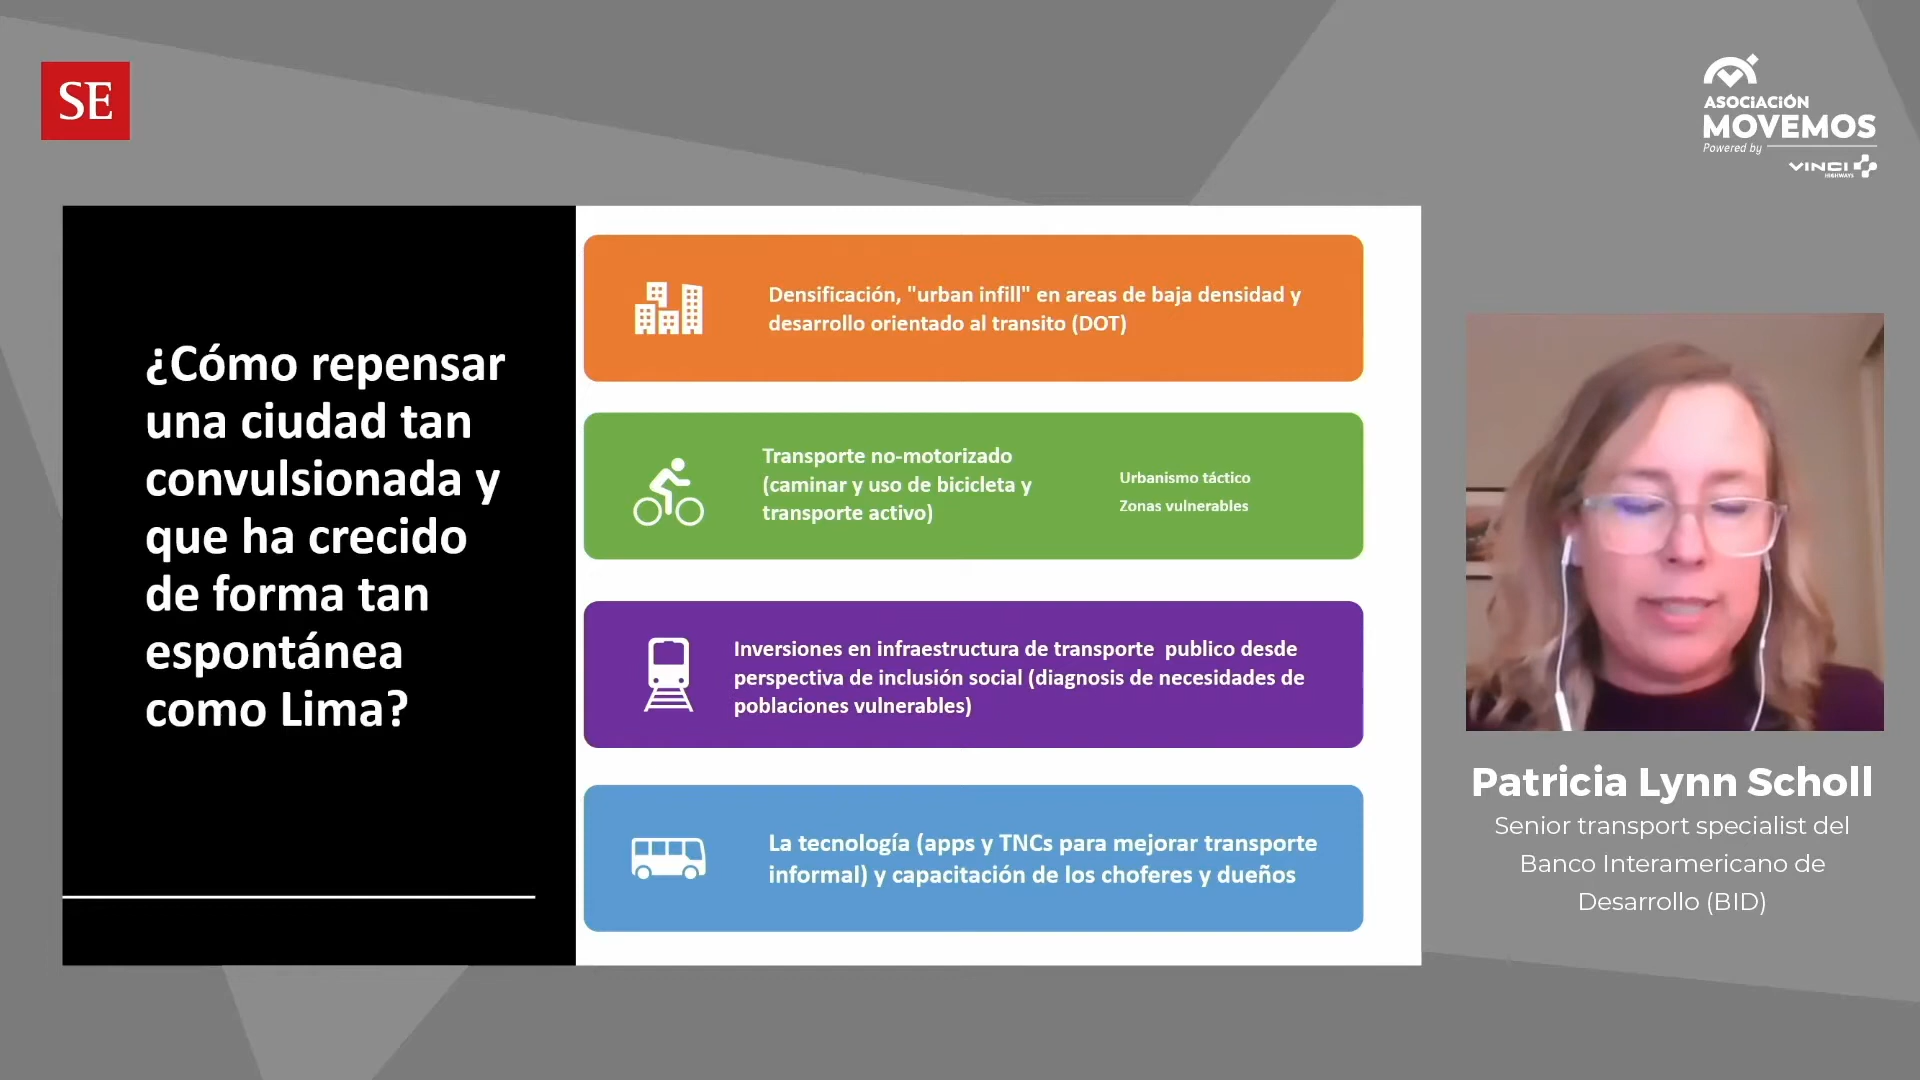 SE
ASOCIACIÓN
MOVEMOS
Powered by
VINCI
HIGHWAYS
¿Cómo repensar
una ciudad tan
convulsionada y
que ha crecido
de forma tan
espontánea
como Lima?
Densificación, "urban infill" en areas de baja densidad y
desarrollo orientado al transito (DOT)
Transporte no-motorizado
(caminar y uso de bicicleta y
transporte activo)
Urbanismo táctico
Zonas vulnerables
Inversiones en infraestructura de transporte  publico desde
perspectiva de inclusión social (diagnosis de necesidades de
poblaciones vulnerables)
La tecnología (apps y TNCs para mejorar transporte
informal) y capacitación de los choferes y dueños
Patricia Lynn Scholl
Senior transport specialist del
Banco Interamericano de
Desarrollo (BID)